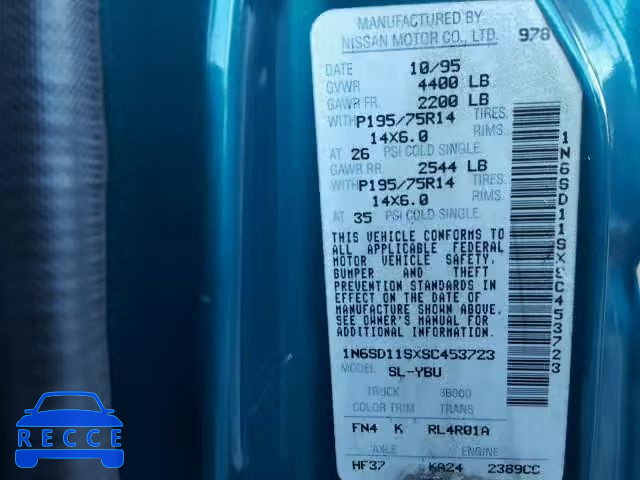 MANUFACTURED BY
NISSAN MOTOR CO., LTD. 978
DATE 10/95
GVWR 4400 LB
GAWR FR. 2200 LB
WITH P195/75R14 TIRES.
14X6.0 RIMS.
AT 26 PSI COLD SINGLE.
GAWR RR. 2544 LB
WITH P195/75R14 TIRES.
14X6.0 RIMS.
AT 35 PSI COLD SINGLE.
THIS VEHICLE CONFORMS TO
ALL APPLICABLE FEDERAL
MOTOR VEHICLE SAFETY,
BUMPER AND THEFT
PREVENTION STANDARDS IN
EFFECT ON THE DATE OF
MANUFACTURE SHOWN ABOVE.
SEE OWNER'S MANUAL FOR
ADDITIONAL INFORMATION.
1N6SD11SXSC453723
MODEL SL-YBU
TRUCK 3B000
COLOR TRIM TRANS
FN4 K RL4R01A
AXLE ENGINE
HF37 KA24 2389CC
1N6SD11SXSC453723
RECCE